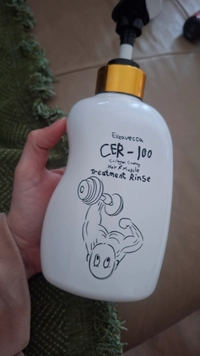 Elizavecca
CER-100
Collagen Coating
Hair A+ Muscle
Treatment Rinse